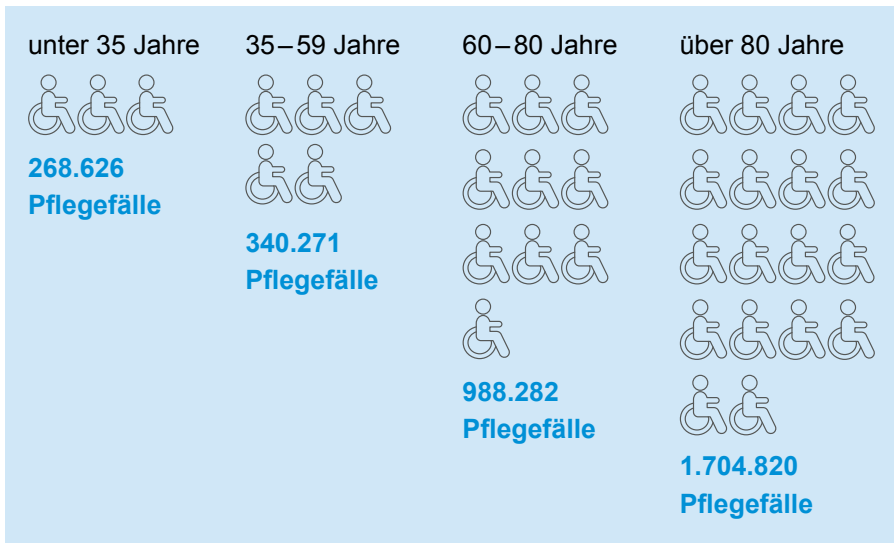 unter 35 Jahre
268.626
Pflegefälle
35–59 Jahre
340.271
Pflegefälle
60–80 Jahre
988.282
Pflegefälle
über 80 Jahre
1.704.820
Pflegefälle